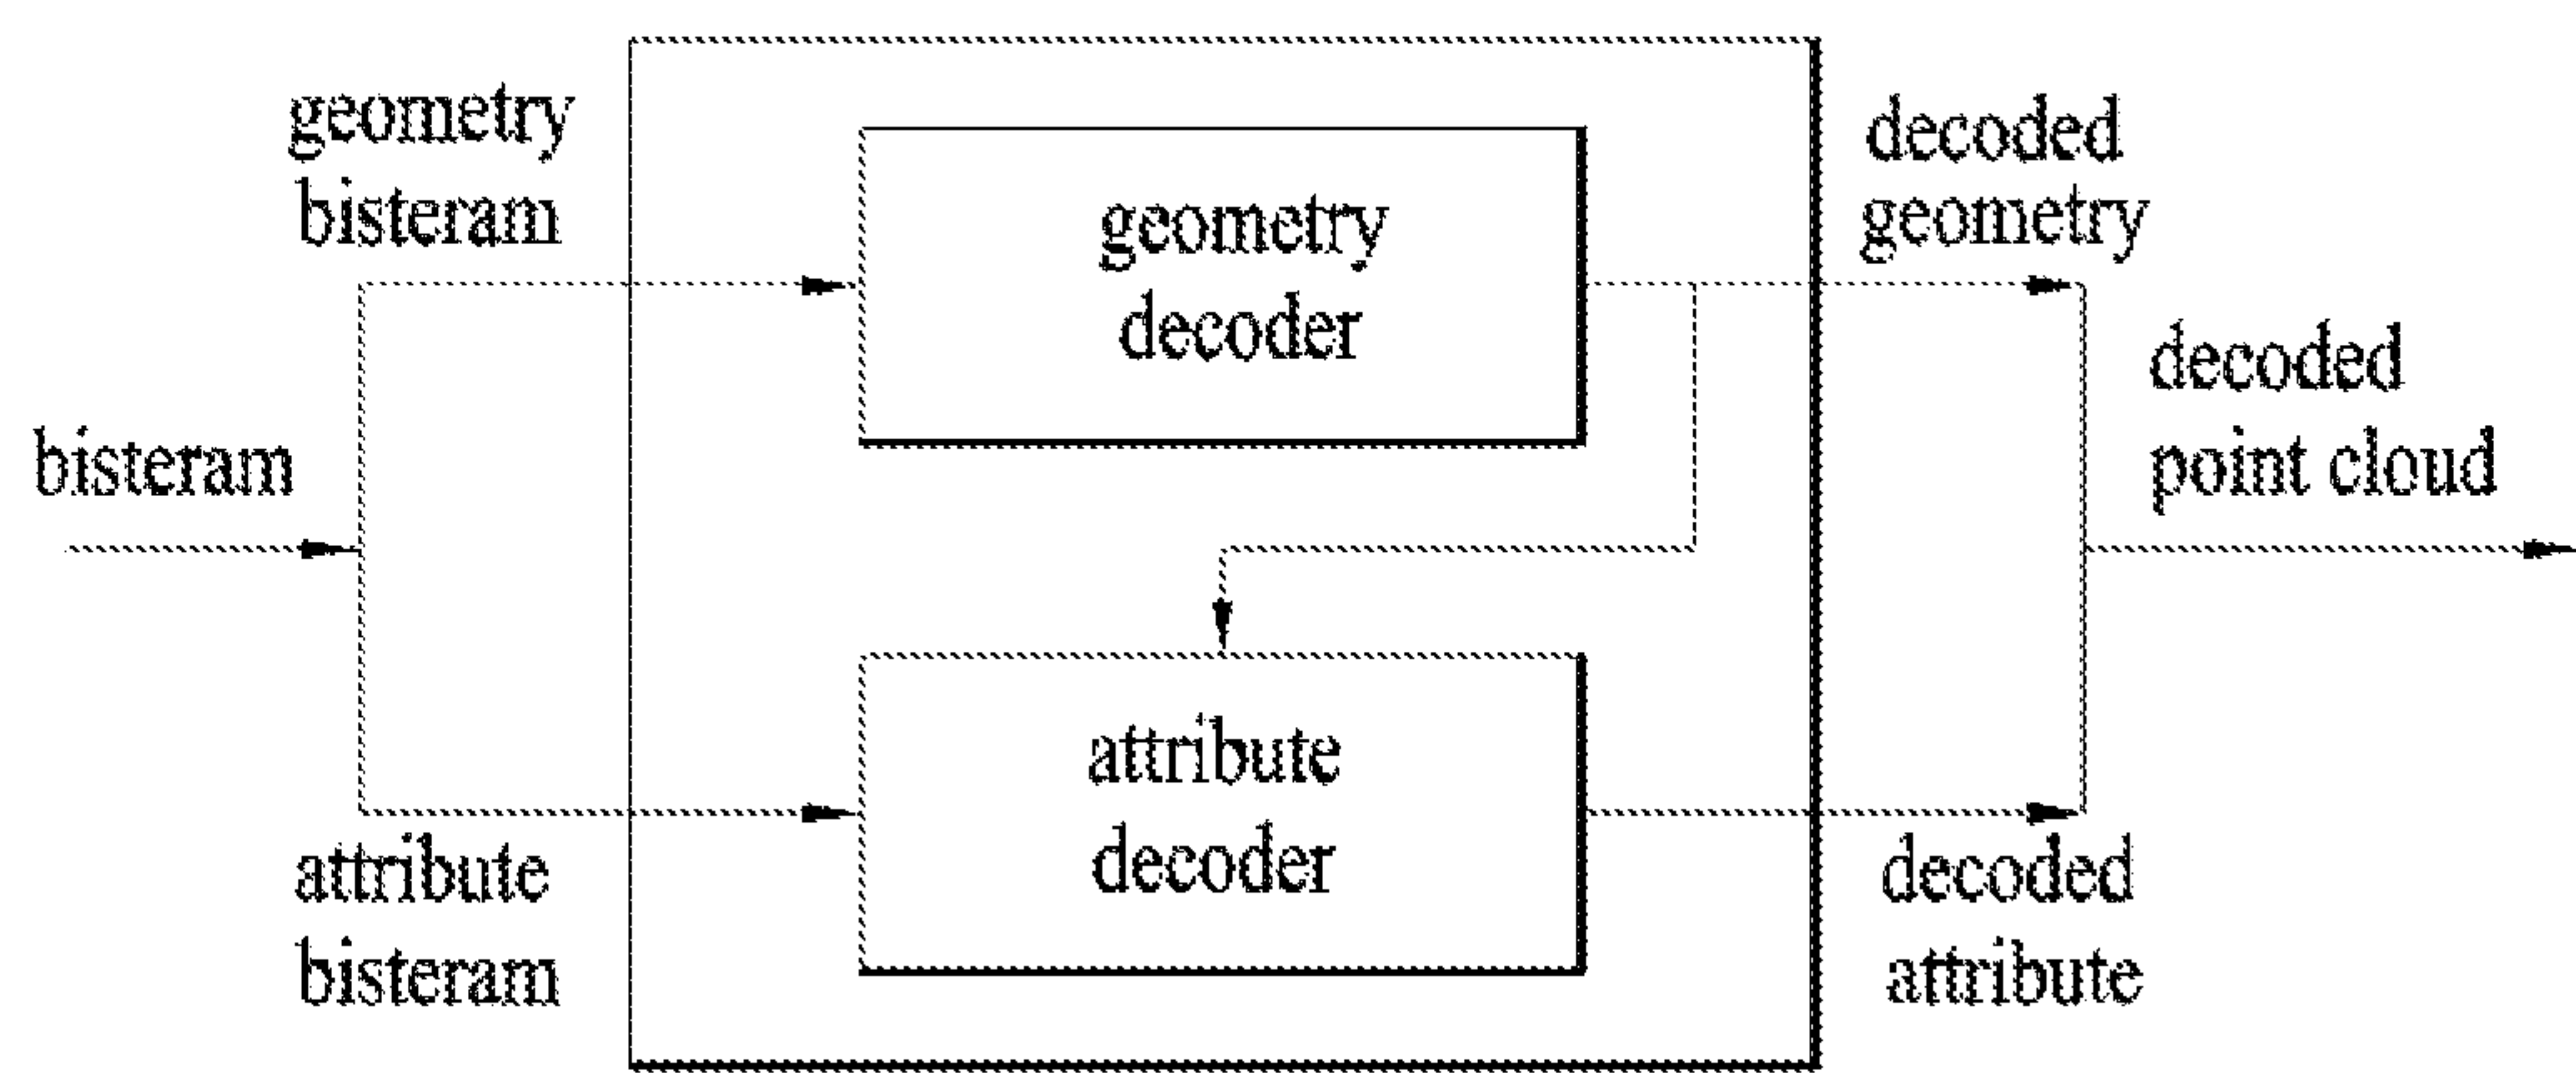 geometry
bisteram
bisteram
attribute
bisteram
geometry
decoder
attribute
decoder
decoded
geometry
decoded
point cloud
decoded
attribute